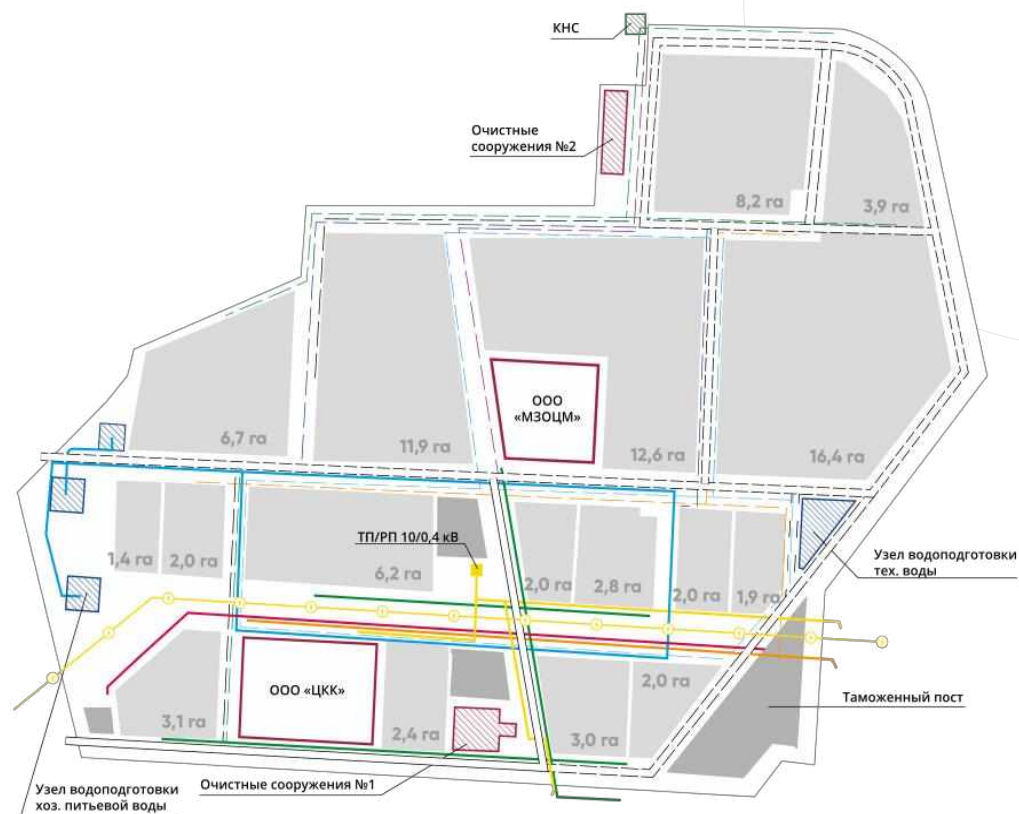 КНС
Очистные
сооружения №2
8,2 га
3,9 га
ООО
«МЗОЦМ»
6,7 га
11,9 га
12,6 га
16,4 га
ТП/РП 10/0,4 кВ
1,4 га
2,0 га
6,2 га
2,0 га
2,8 га
2,0 га
1,9 га
Узел водоподготовки
тех. воды
ООО «ЦКК»
2,0 га
Таможенный пост
3,1 га
2,4 га
3,0 га
Очистные сооружения №1
Узел водоподготовки
хоз. питьевой воды